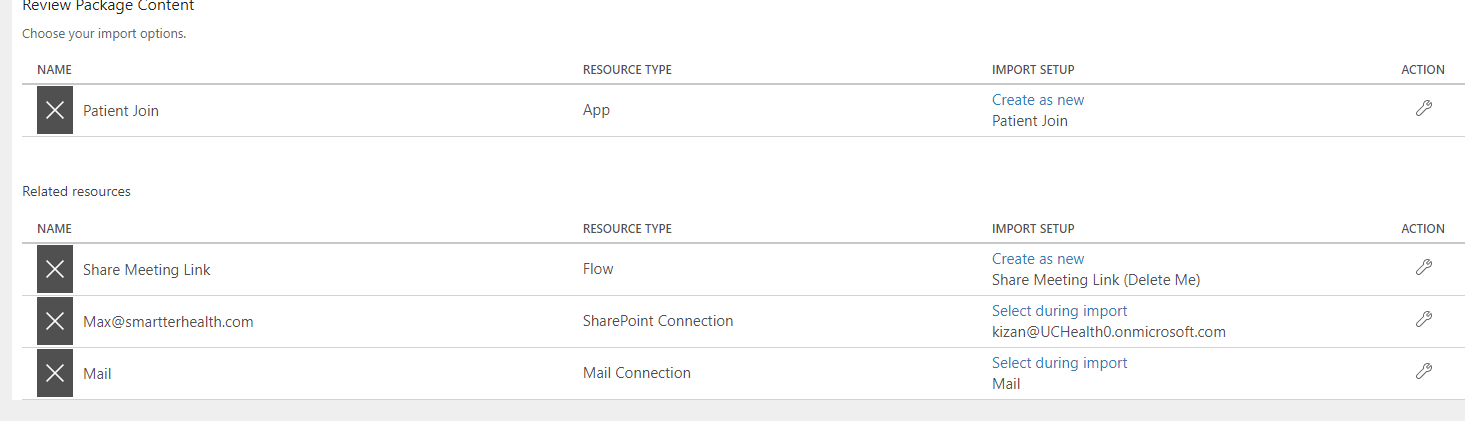 Review Package Content
Choose your import options.
NAME RESOURCE TYPE IMPORT SETUP ACTION
Patient Join App Create as new
Patient Join
Related resources
NAME RESOURCE TYPE IMPORT SETUP ACTION
Share Meeting Link Flow Create as new
Share Meeting Link (Delete Me)
Max@smartterhealth.com SharePoint Connection Select during import
kizan@UCHealth0.onmicrosoft.com
Mail Mail Connection Select during import
Mail